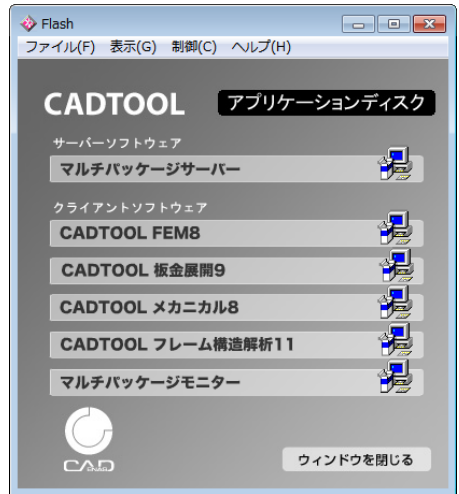 Flash
ファイル(F) 表示(G) 制御(C) ヘルプ(H)
CADTOOL アプリケーションディスク
サーバーソフトウェア
マルチパッケージサーバー
クライアントソフトウェア
CADTOOL FEM8
CADTOOL 板金展開9
CADTOOL メカニカル8
CADTOOL フレーム構造解析11
マルチパッケージモニター
CAD
ウィンドウを閉じる